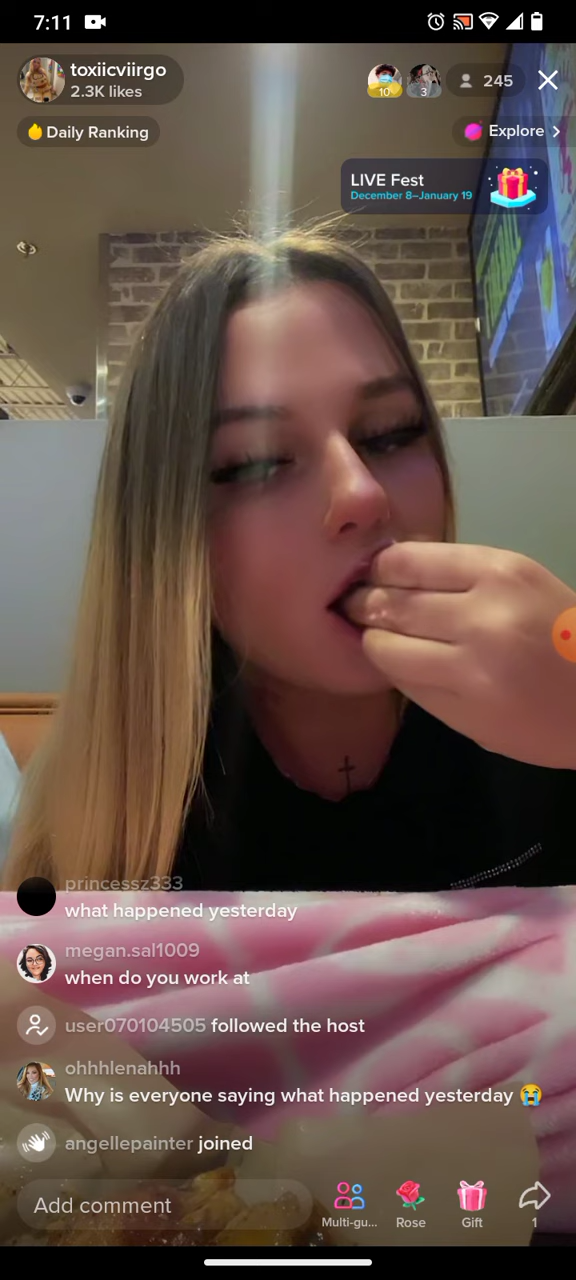 7:11
toxiicviirgo
2.3K likes
10
3
245
Daily Ranking
Explore
LIVE Fest
December 8–January 19
princessz333
what happened yesterday
megan.sal1009
when do you work at
user070104505 followed the host
ohhhlenahhh
Why is everyone saying what happened yesterday 😭
angellepainter joined
Add comment
Multi-gu...
Rose
Gift
1